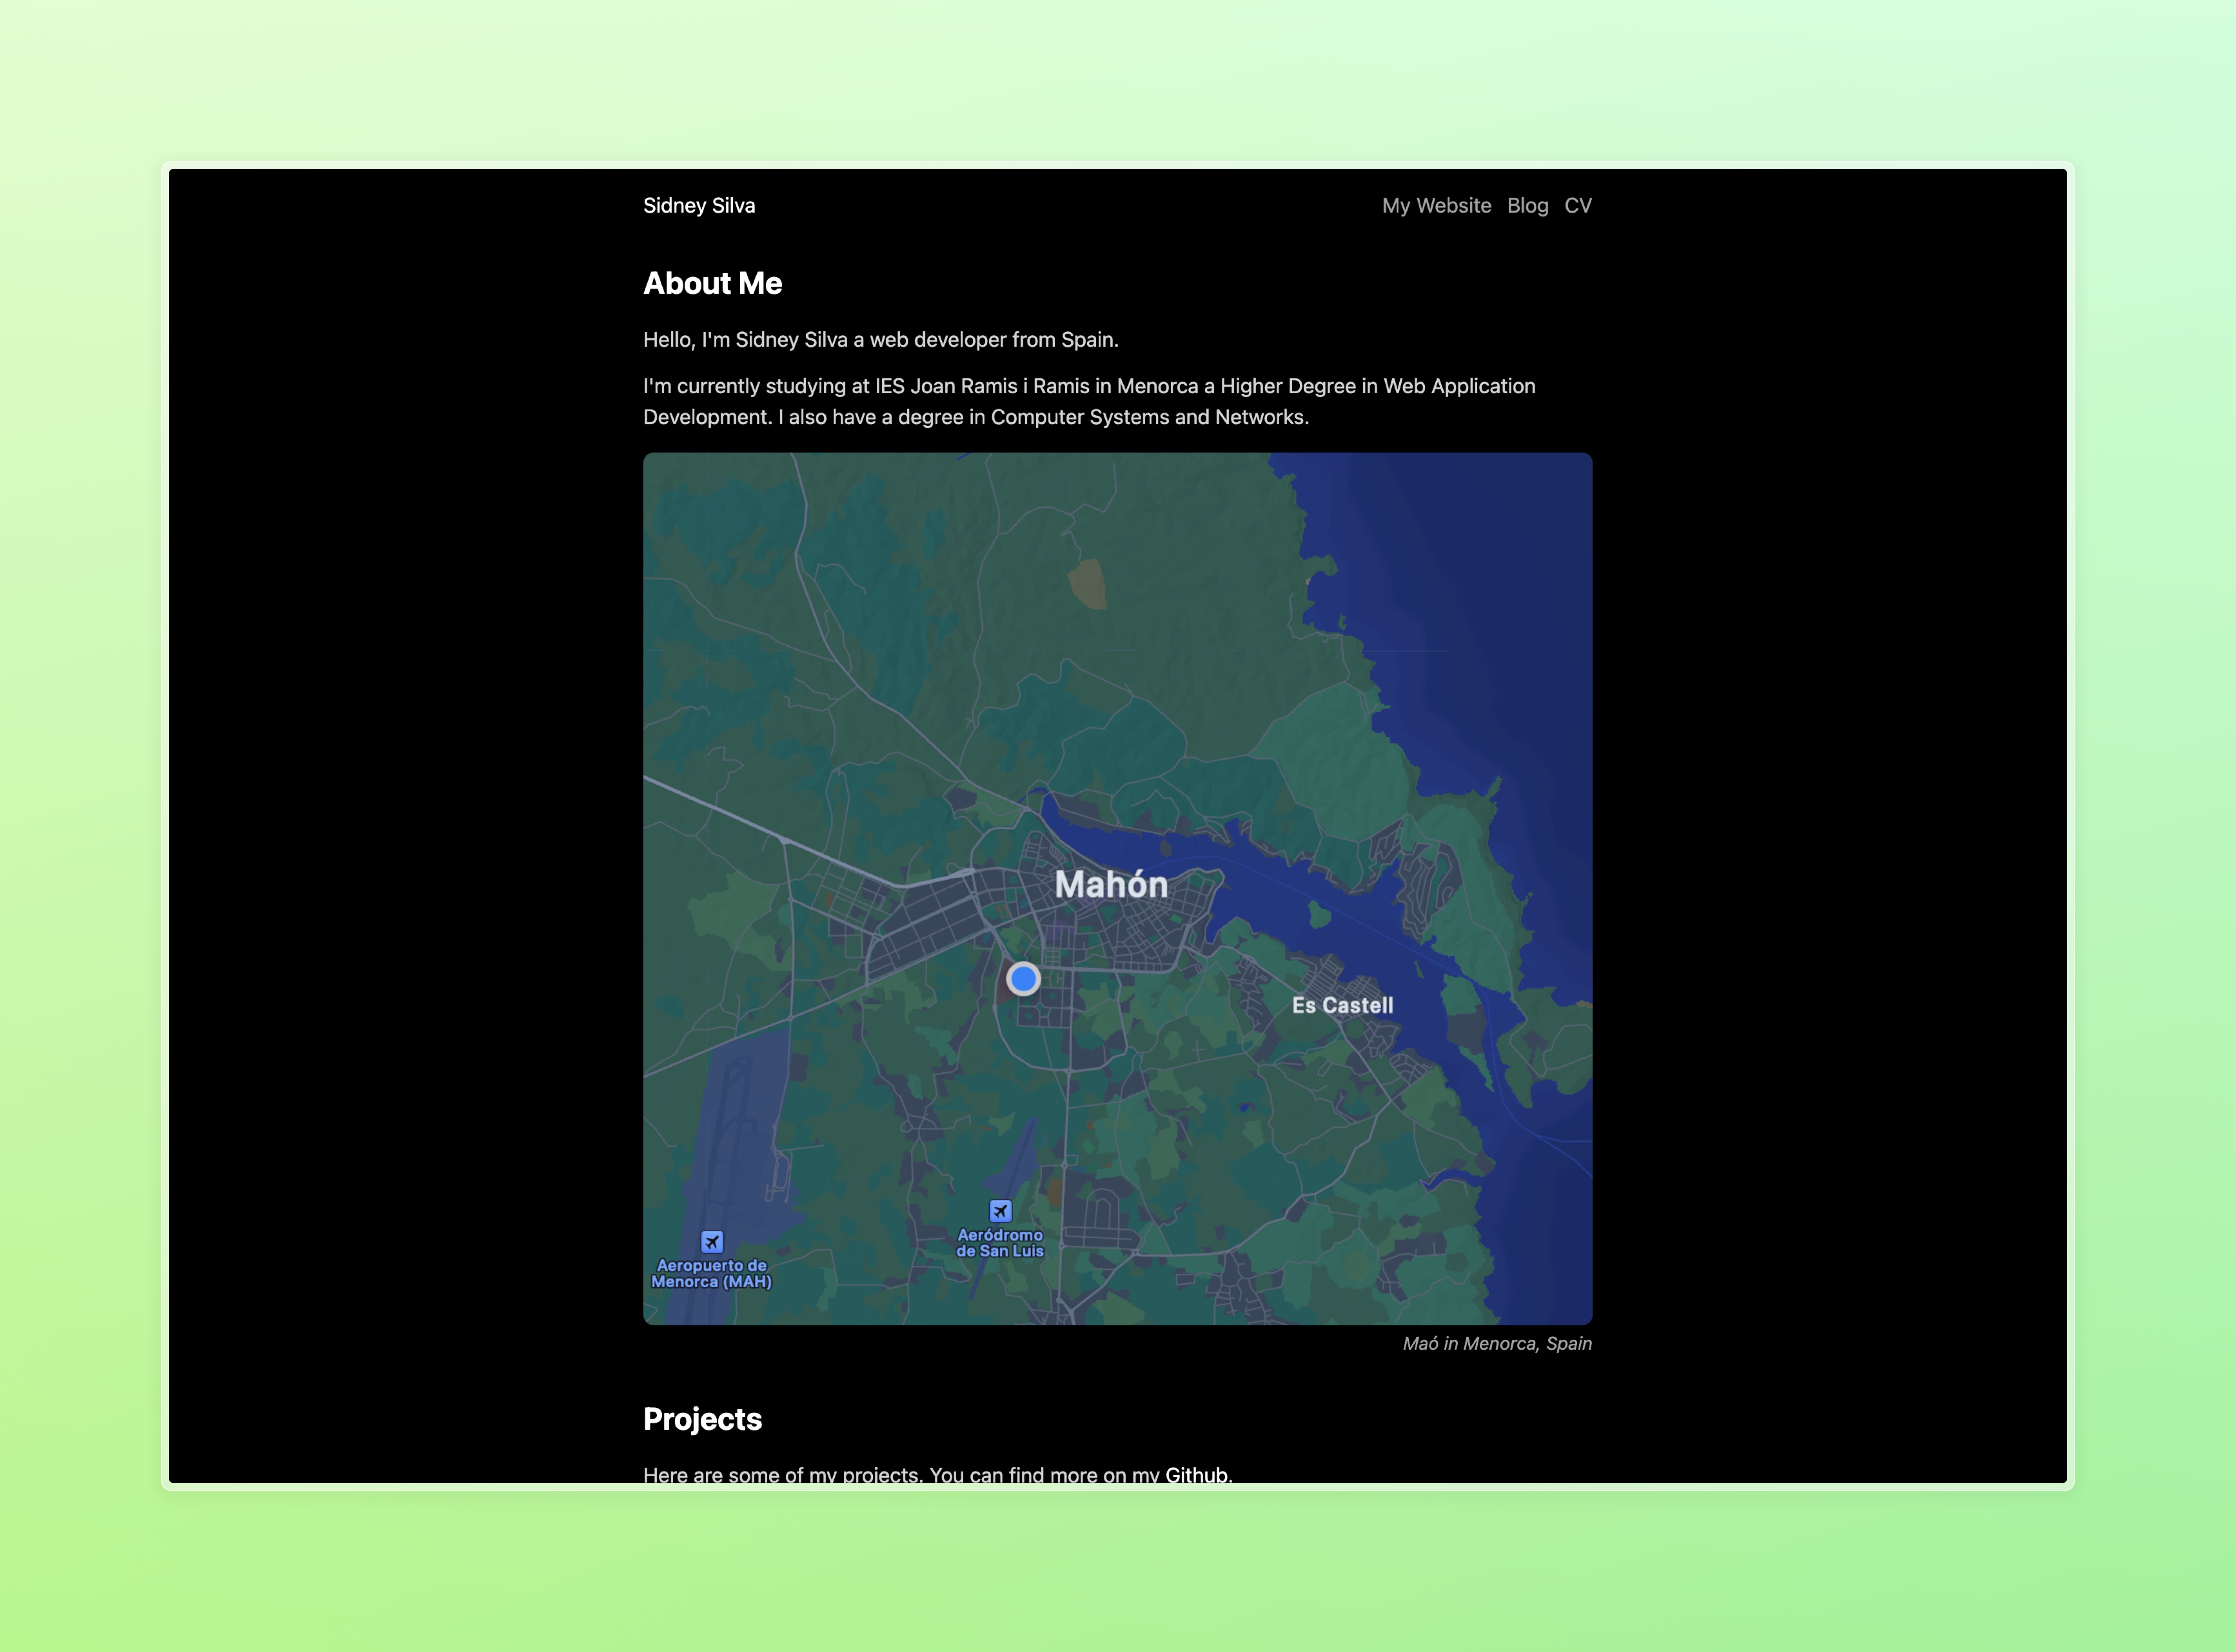 Sidney Silva
My Website Blog CV
About Me
Hello, I'm Sidney Silva a web developer from Spain.
I'm currently studying at IES Joan Ramis i Ramis in Menorca a Higher Degree in Web Application
Development. I also have a degree in Computer Systems and Networks.
Mahón
Es Castell
Aeródromo
de San Luis
Aeropuerto de
Menorca (MAH)
Maó in Menorca, Spain
Projects
Here are some of my projects. You can find more on my Github.